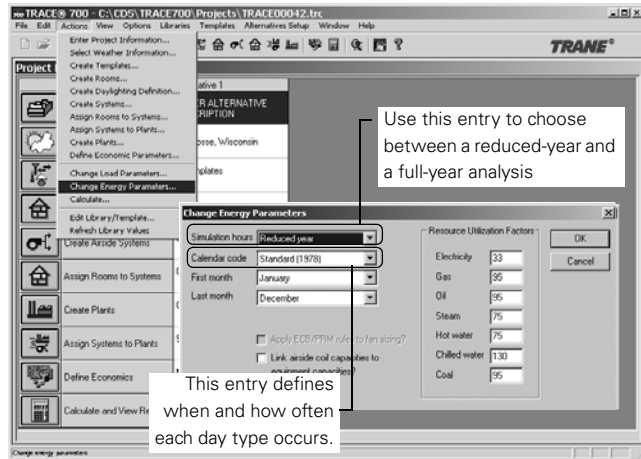 TRACE® 700 - C:\CDS\TRACE700\Projects\TRACE00042.trc
File Edit Actions View Options Libraries Templates Alternatives Setup Window Help
TRANE®
Enter Project Information...
Select Weather Information...
Create Templates...
Create Rooms...
Create Daylighting Definition...
Create Systems...
Assign Rooms to Systems...
Assign Systems to Plants...
Create Plants...
Define Economic Parameters...
Change Load Parameters...
Change Energy Parameters...
Calculate...
Edit Library/Template...
Refresh Library Values
Project
ative 1
ER ALTERNATIVE
RIPTION
osse, Wisconsin
mplates
Use this entry to choose
between a reduced-year and
a full-year analysis
Create Airside Systems
Assign Rooms to Systems
Create Plants
Assign Systems to Plants
Define Economics
Calculate and View Re
Change Energy Parameters
Simulation hours Reduced year
Calendar code Standard (1978)
First month January
Last month December
Apply ECB/PRM rules to fan sizing?
Link airside coil capacities to
equipment capacities?
Resource Utilization Factors
Electricity 33
Gas 95
Oil 95
Steam 75
Hot water 75
Chilled water 130
Coal 95
OK
Cancel
This entry defines
when and how often
each day type occurs.
Change energy parameters